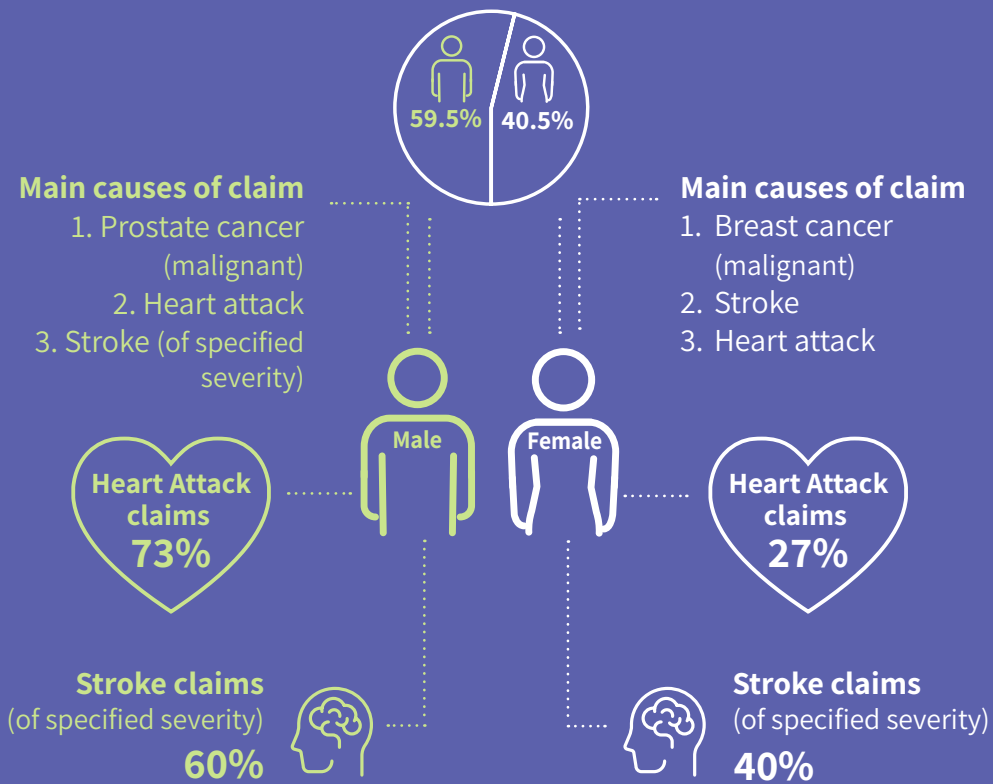 59.5%
40.5%
Main causes of claim
1. Prostate cancer
(malignant)
2. Heart attack
3. Stroke (of specified
severity)
Main causes of claim
1. Breast cancer
(malignant)
2. Stroke
3. Heart attack
Male
Female
Heart Attack
claims
73%
Heart Attack
claims
27%
Stroke claims
(of specified severity)
60%
Stroke claims
(of specified severity)
40%